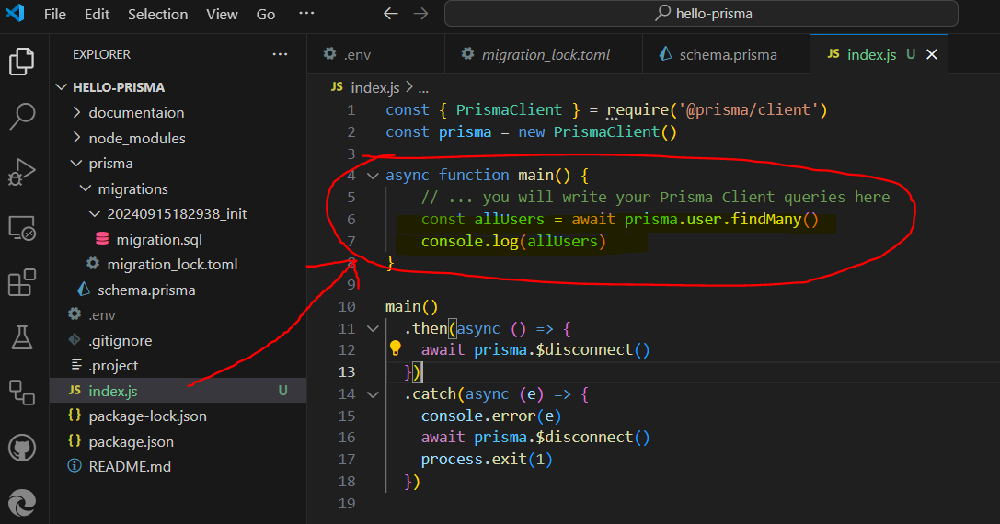 File Edit Selection View Go ... hello-prisma
EXPLORER ...
HELLO-PRISMA
documentaion
node_modules
prisma
migrations
20240915182938_init
migration.sql
migration_lock.toml
schema.prisma
.env
.gitignore
.project
JS index.js U
{} package-lock.json
{} package.json
README.md
.env migration_lock.toml schema.prisma JS index.js U
JS index.js > ...
1 const { PrismaClient } = require('@prisma/client')
2 const prisma = new PrismaClient()
3
4 async function main() {
5 // ... you will write your Prisma Client queries here
6 const allUsers = await prisma.user.findMany()
7 console.log(allUsers)
8 }
9
10 main()
11 .then(async () => {
12 await prisma.$disconnect()
13 })
14 .catch(async (e) => {
15 console.error(e)
16 await prisma.$disconnect()
17 process.exit(1)
18 })
19